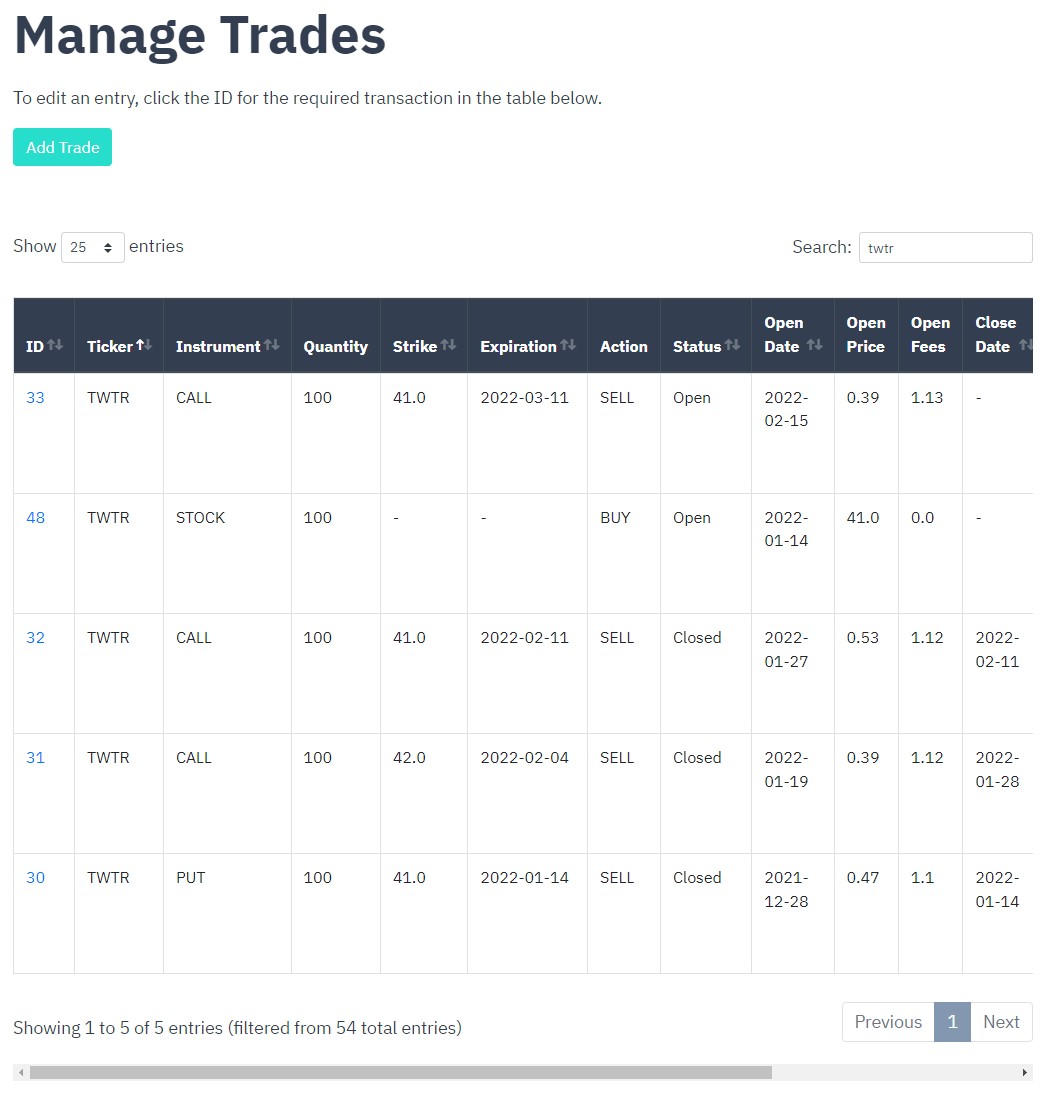 Manage Trades
To edit an entry, click the ID for the required transaction in the table below.
Add Trade
Show 25 entries
Search: twtr
ID Ticker Instrument Quantity Strike Expiration Action Status Open Date Open Price Open Fees Close Date
33 TWTR CALL 100 41.0 2022-03-11 SELL Open 2022-02-15 0.39 1.13 -
48 TWTR STOCK 100 - - BUY Open 2022-01-14 41.0 0.0 -
32 TWTR CALL 100 41.0 2022-02-11 SELL Closed 2022-01-27 0.53 1.12 2022-02-11
31 TWTR CALL 100 42.0 2022-02-04 SELL Closed 2022-01-19 0.39 1.12 2022-01-28
30 TWTR PUT 100 41.0 2022-01-14 SELL Closed 2021-12-28 0.47 1.1 2022-01-14
Showing 1 to 5 of 5 entries (filtered from 54 total entries)
Previous 1 Next